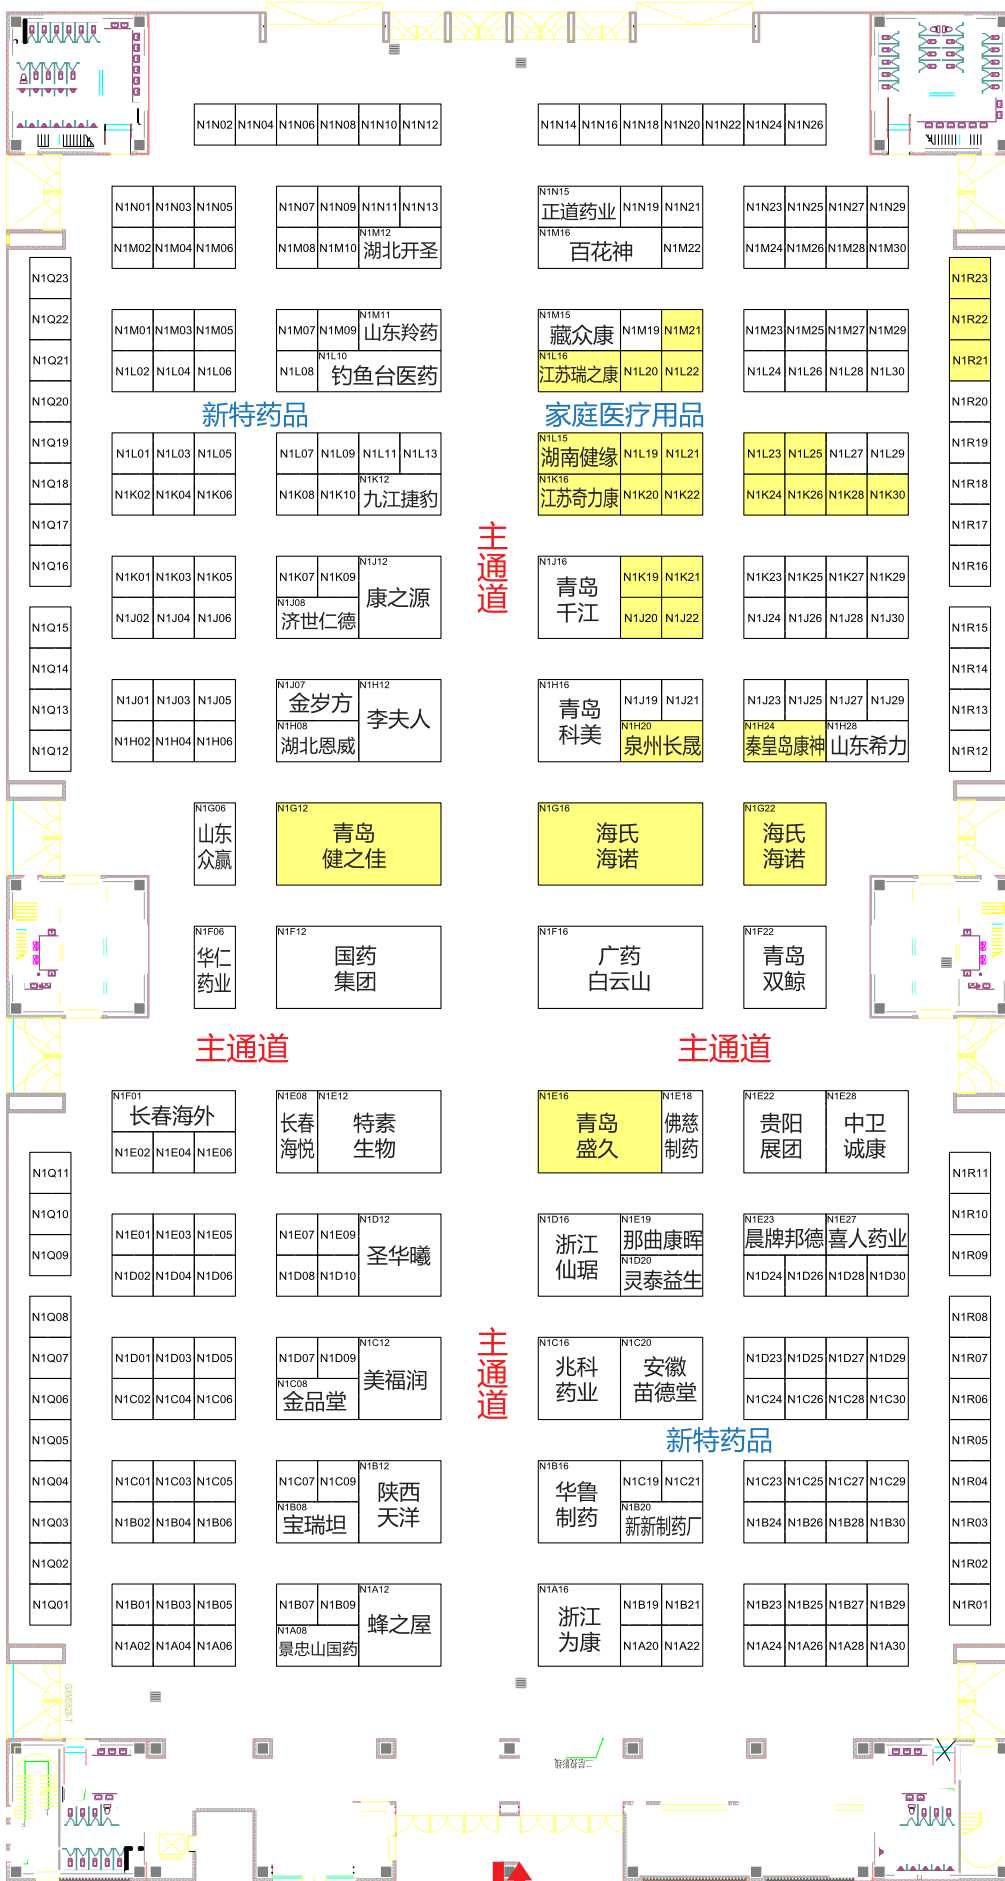 N1N02 N1N04 N1N06 N1N08 N1N10 N1N12 N1N14 N1N16 N1N18 N1N20 N1N22 N1N24 N1N26
N1N01 N1N03 N1N05 N1N07 N1N09 N1N11 N1N13 N1N15 正道药业 N1N19 N1N21 N1N23 N1N25 N1N27 N1N29
N1M02 N1M04 N1M06 N1M08 N1M10 N1M12 湖北开圣 N1M16 百花神 N1M22 N1M24 N1M26 N1M28 N1M30
N1Q23 N1R23
N1Q22 N1M01 N1M03 N1M05 N1M07 N1M09 N1M11 山东羚药 N1M15 藏众康 N1M19 N1M21 N1M23 N1M25 N1M27 N1M29 N1R22
N1Q21 N1L02 N1L04 N1L06 N1L08 N1L10 钓鱼台医药 N1L16 江苏瑞之康 N1L20 N1L22 N1L24 N1L26 N1L28 N1L30 N1R21
N1Q20 新特药品 家庭医疗用品 N1R20
N1Q19 N1L01 N1L03 N1L05 N1L07 N1L09 N1L11 N1L13 N1L15 湖南健缘 N1L19 N1L21 N1L23 N1L25 N1L27 N1L29 N1R19
N1Q18 N1K02 N1K04 N1K06 N1K08 N1K10 N1K12 九江捷豹 N1K16 江苏奇力康 N1K20 N1K22 N1K24 N1K26 N1K28 N1K30 N1R18
N1Q17 主通道 N1R17
N1Q16 N1K01 N1K03 N1K05 N1K07 N1K09 N1J12 康之源 N1J16 青岛千江 N1K19 N1K21 N1K23 N1K25 N1K27 N1K29 N1R16
N1Q15 N1J02 N1J04 N1J06 N1J08 济世仁德 N1J20 N1J22 N1J24 N1J26 N1J28 N1J30 N1R15
N1Q14 N1R14
N1Q13 N1J01 N1J03 N1J05 N1J07 金岁方 N1H12 李夫人 N1H16 青岛科美 N1J19 N1J21 N1J23 N1J25 N1J27 N1J29 N1R13
N1Q12 N1H02 N1H04 N1H06 N1H08 湖北恩威 N1H20 泉州长晟 N1H24 秦皇岛康神 N1H28 山东希力 N1R12
N1G06 山东众赢 N1G12 青岛健之佳 N1G16 海氏海诺 N1G22 海氏海诺
N1F06 华仁药业 N1F12 国药集团 N1F16 广药白云山 N1F22 青岛双鲸
主通道 主通道
N1F01 长春海外 N1E08 长春海悦 N1E12 特素生物 N1E16 青岛盛久 N1E18 佛慈制药 N1E22 贵阳展团 N1E28 中卫诚康
N1E02 N1E04 N1E06
N1Q11 N1R11
N1Q10 N1E01 N1E03 N1E05 N1E07 N1E09 N1D12 圣华曦 N1D16 浙江仙琚 N1E19 那曲康晖 N1E23 晨牌邦德 N1E27 喜人药业 N1R10
N1Q09 N1D02 N1D04 N1D06 N1D08 N1D10 N1D20 灵泰益生 N1D24 N1D26 N1D28 N1D30 N1R09
N1Q08 N1R08
N1Q07 N1D01 N1D03 N1D05 N1D07 N1D09 N1C12 美福润 主通道 N1C16 兆科药业 N1C20 安徽苗德堂 N1D23 N1D25 N1D27 N1D29 N1R07
N1Q06 N1C02 N1C04 N1C06 N1C08 金品堂 N1C24 N1C26 N1C28 N1C30 N1R06
N1Q05 新特药品 N1R05
N1Q04 N1C01 N1C03 N1C05 N1C07 N1C09 N1B12 陕西天洋 N1B16 华鲁制药 N1C19 N1C21 N1C23 N1C25 N1C27 N1C29 N1R04
N1Q03 N1B02 N1B04 N1B06 N1B08 宝瑞坦 N1B20 新新制药厂 N1B24 N1B26 N1B28 N1B30 N1R03
N1Q02 N1R02
N1Q01 N1B01 N1B03 N1B05 N1B07 N1B09 N1A12 蜂之屋 N1A16 浙江为康 N1B19 N1B21 N1B23 N1B25 N1B27 N1B29 N1R01
N1A02 N1A04 N1A06 N1A08 景忠山国药 N1A20 N1A22 N1A24 N1A26 N1A28 N1A30
二层投影线